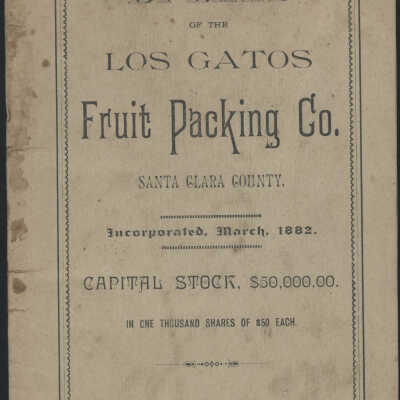 OF THE
LOS GATOS
Fruit Packing Co.
SANTA CLARA COUNTY.
Incorporated, March, 1882.
CAPITAL STOCK, $50,000.00.
IN ONE THOUSAND SHARES OF $50 EACH.